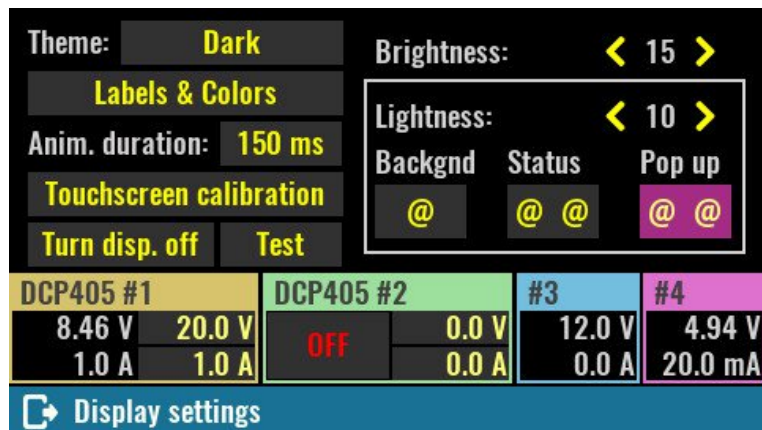 Theme: Dark
Labels & Colors
Anim. duration: 150 ms
Touchscreen calibration
Turn disp. off Test
Brightness: < 15 >
Lightness: < 10 >
Backgnd Status Pop up
@ @ @ @ @
DCP405 #1 DCP405 #2 #3 #4
8.46 V 20.0 V OFF 0.0 V 12.0 V 4.94 V
1.0 A 1.0 A 0.0 A 0.0 A 20.0 mA
Display settings